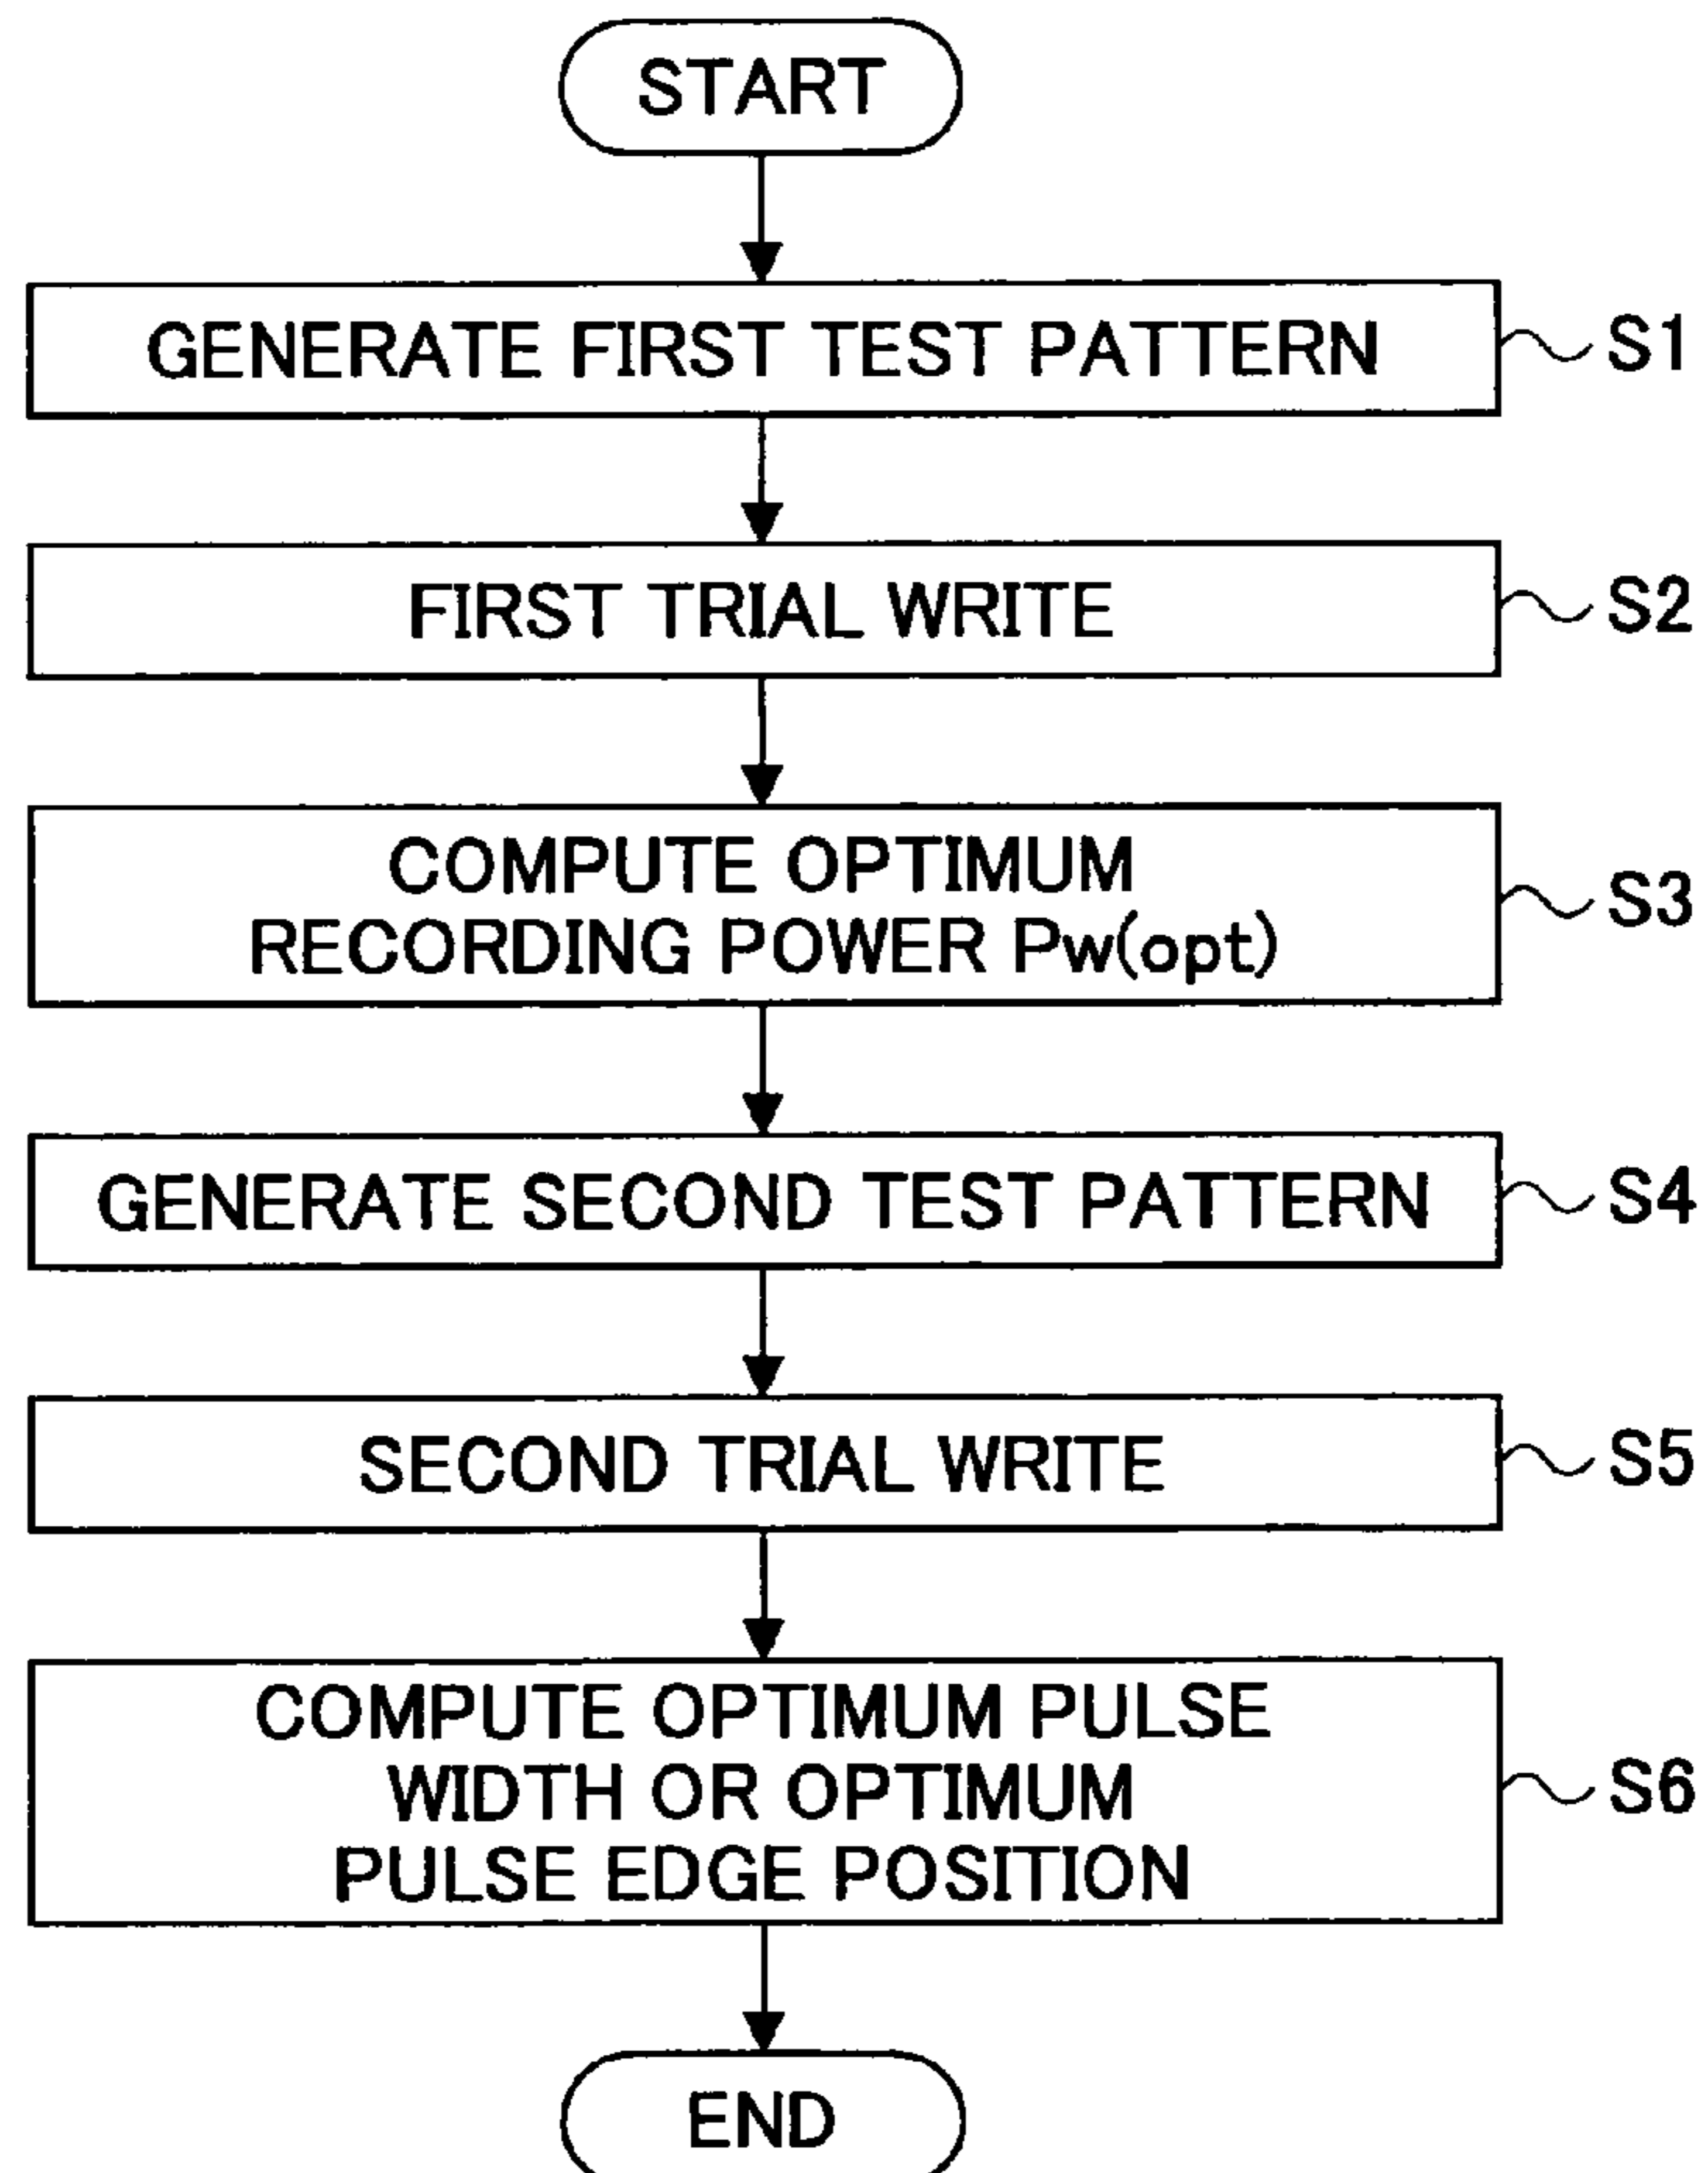 START
GENERATE FIRST TEST PATTERN
S1
FIRST TRIAL WRITE
S2
COMPUTE OPTIMUM
RECORDING POWER Pw(opt)
S3
GENERATE SECOND TEST PATTERN
S4
SECOND TRIAL WRITE
S5
COMPUTE OPTIMUM PULSE
WIDTH OR OPTIMUM
PULSE EDGE POSITION
S6
END